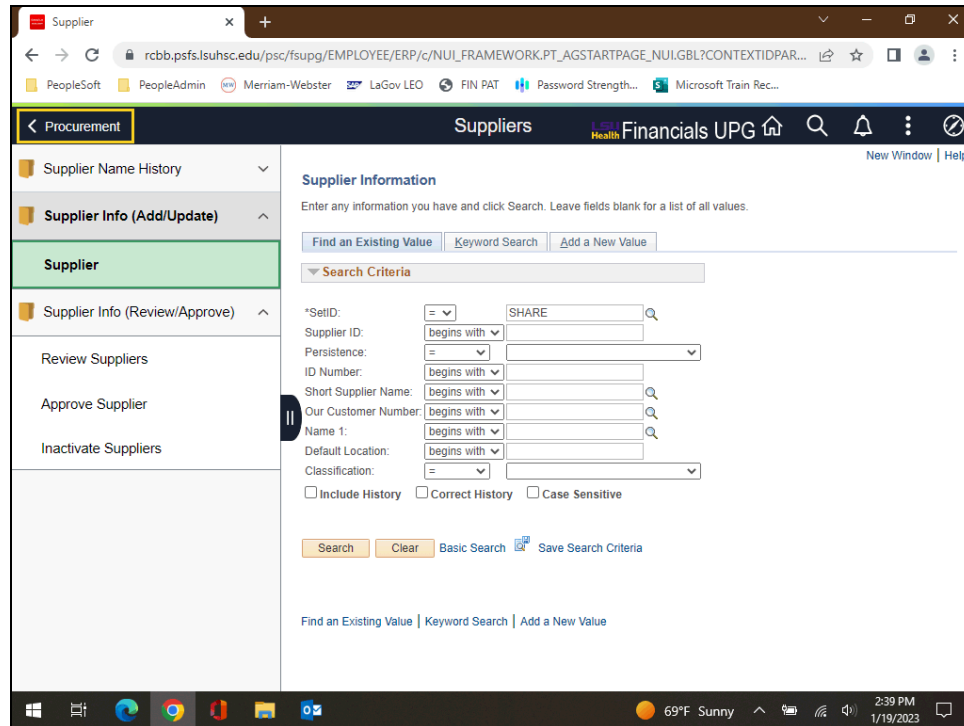 Supplier
rcbb.psfs.lsuhsc.edu/psc/fsupg/EMPLOYEE/ERP/c/NUI_FRAMEWORK.PT_AGSTARTPAGE_NUI.GBL?CONTEXTIDPAR...
PeopleSoft PeopleAdmin MW Merriam-Webster LaGov LEO FIN PAT Password Strength... S Microsoft Train Rec...
Procurement Suppliers LSU Health Financials UPG
New Window | Help
Supplier Name History
Supplier Info (Add/Update)
Supplier
Supplier Info (Review/Approve)
Review Suppliers
Approve Supplier
Inactivate Suppliers
Supplier Information
Enter any information you have and click Search. Leave fields blank for a list of all values.
Find an Existing Value Keyword Search Add a New Value
Search Criteria
*SetID: = SHARE
Supplier ID: begins with
Persistence: =
ID Number: begins with
Short Supplier Name: begins with
Our Customer Number: begins with
Name 1: begins with
Default Location: begins with
Classification: =
Include History Correct History Case Sensitive
Search Clear Basic Search Save Search Criteria
Find an Existing Value | Keyword Search | Add a New Value
69°F Sunny 2:39 PM
1/19/2023